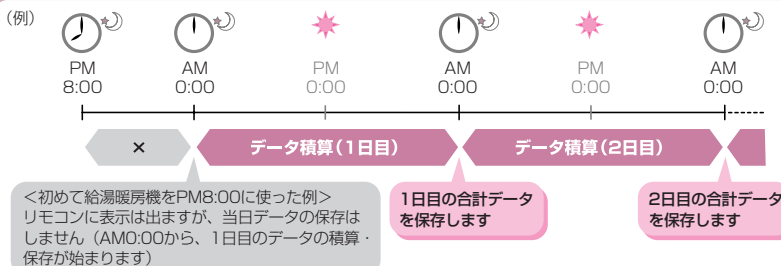 （例）
PM
8:00
AM
0:00
PM
0:00
AM
0:00
PM
0:00
AM
0:00
×
データ積算（1日目）
データ積算（2日目）
＜初めて給湯暖房機をPM8:00に使った例＞
リモコンに表示は出ますが、当日データの保存は
しません（AM0:00から、1日目のデータの積算・
保存が始まります）
1日目の合計データ
を保存します
2日目の合計データ
を保存します